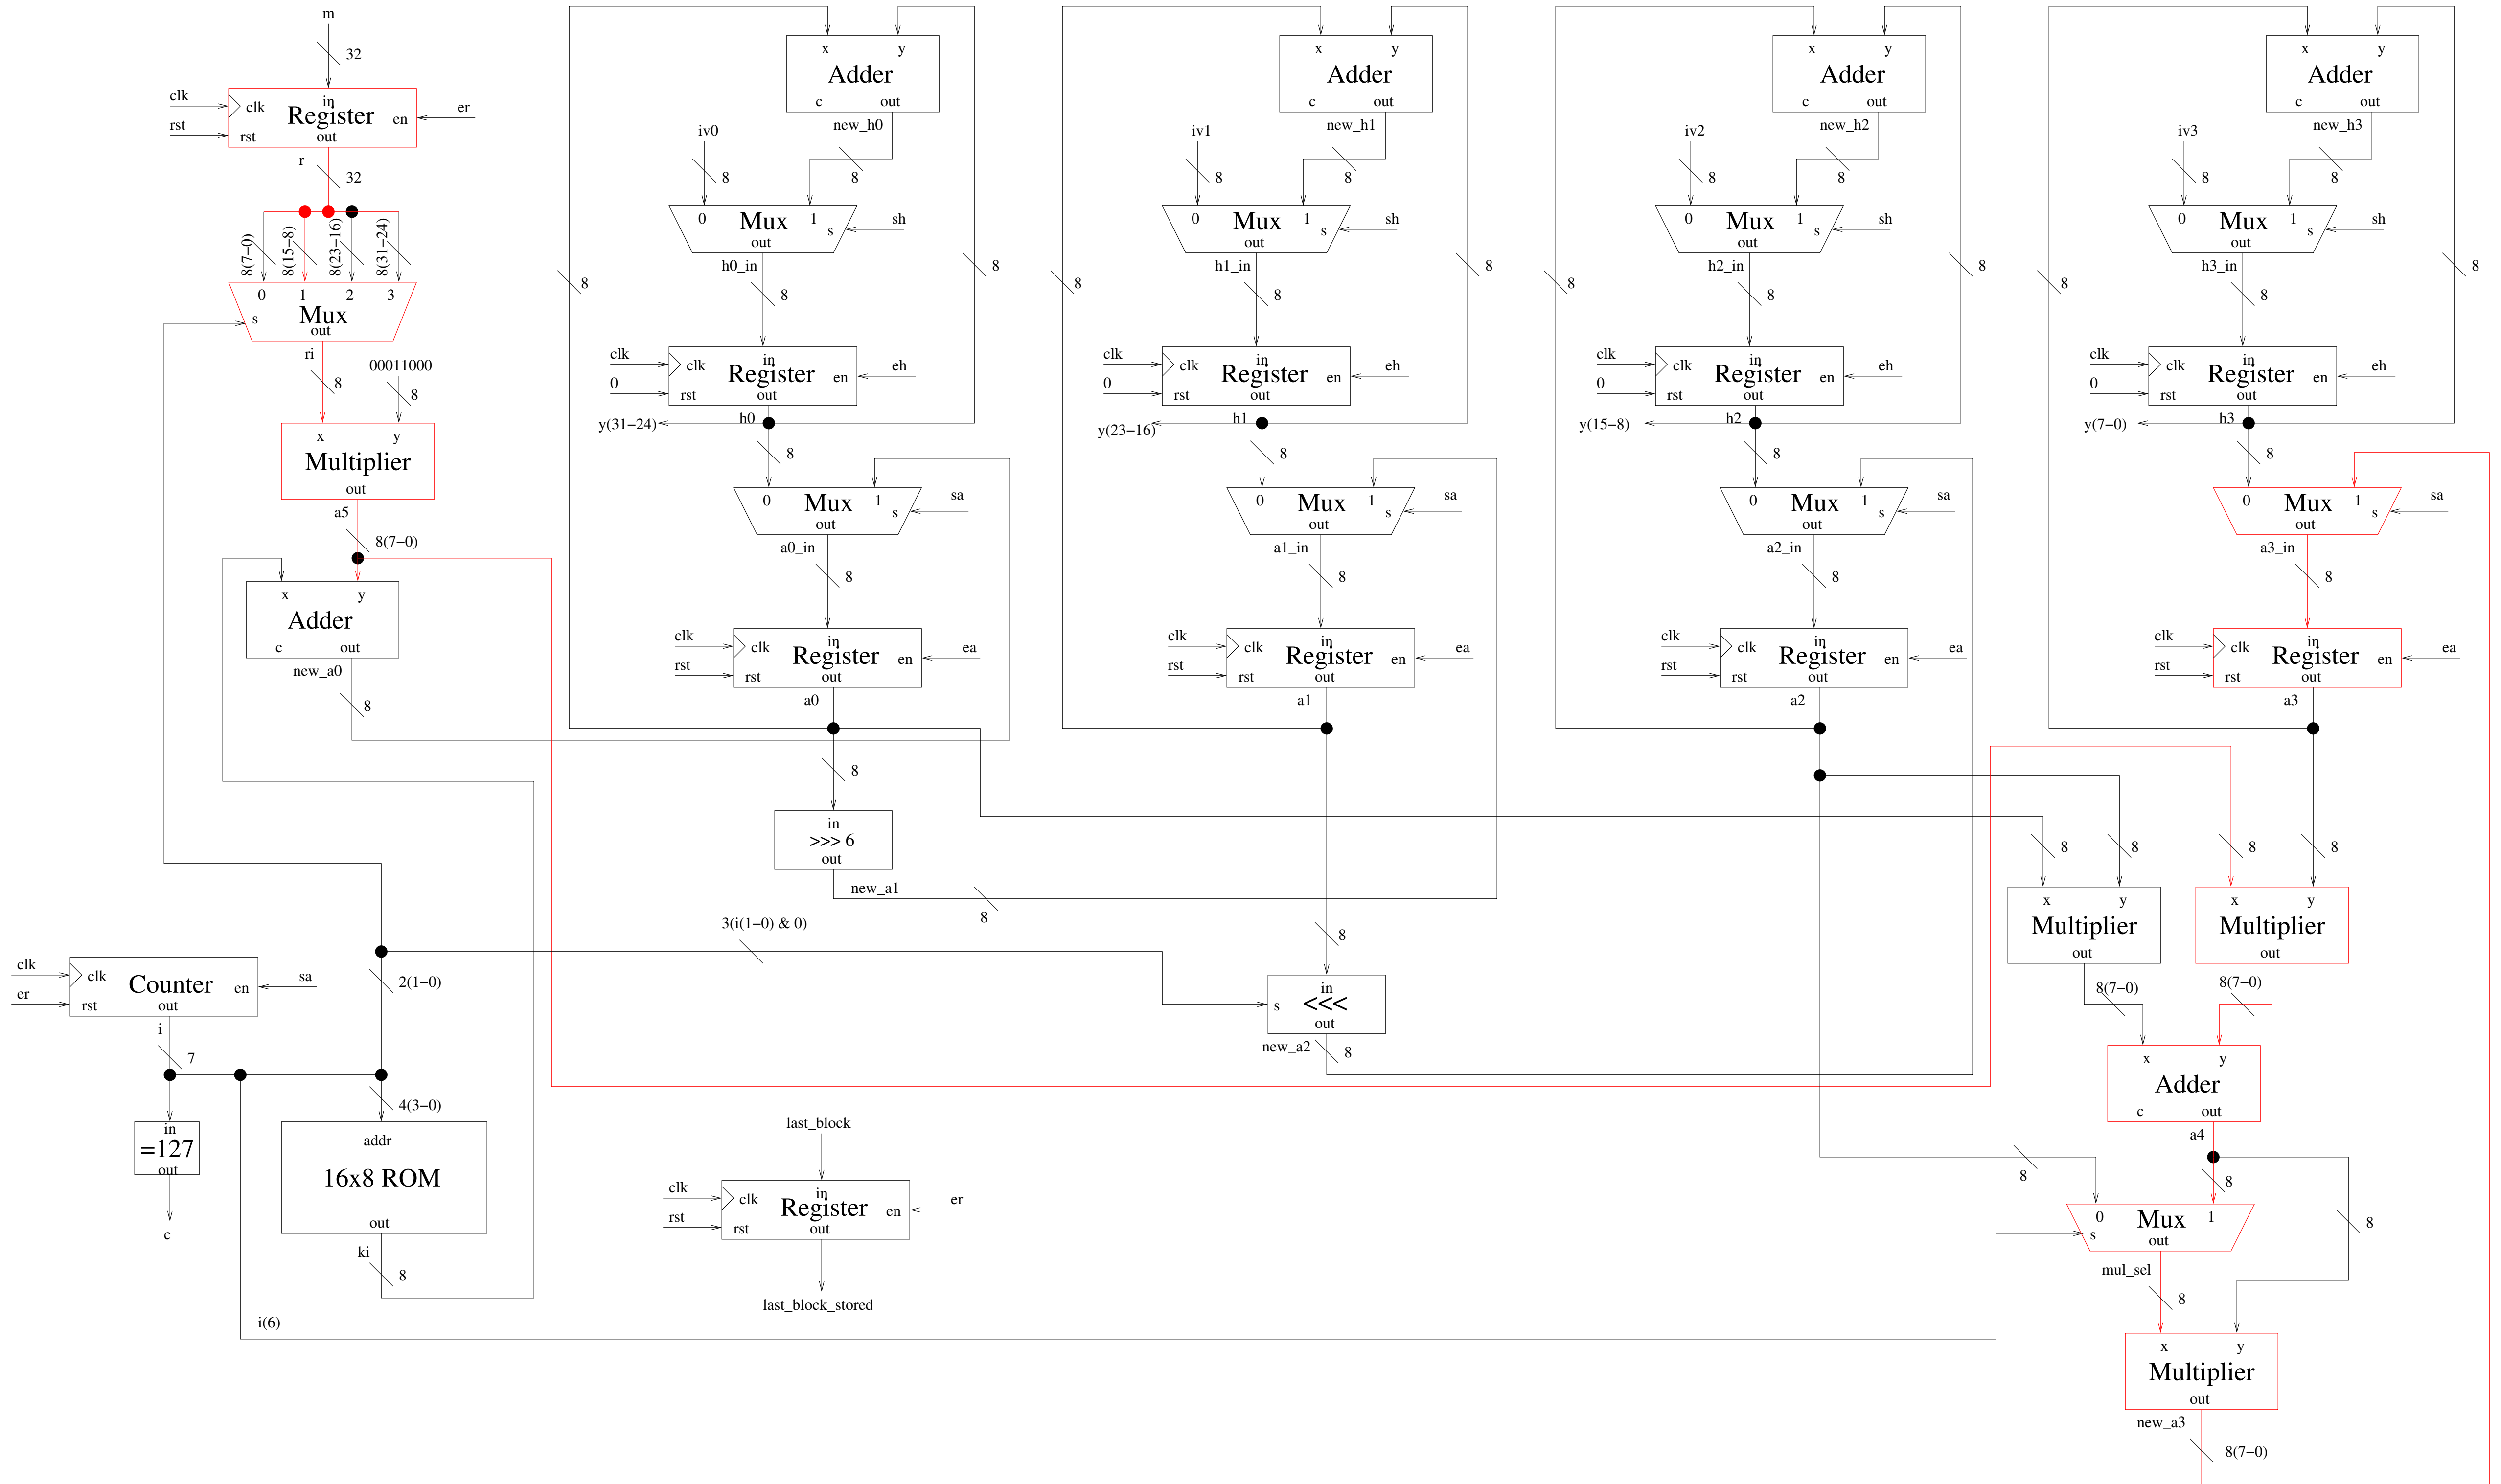 m
32
clk
rst
in
clk
Register
en
rst
out
er
r
32
8(7−0)
8(15−8)
8(23−16)
8(31−24)
0
1
2
3
s
Mux
out
ri
8
00011000
8
x
y
Multiplier
out
a5
8(7−0)
x
y
Adder
c
out
new_a0
8
clk
er
clk
Counter
en
rst
out
sa
i
7
2(1−0)
4(3−0)
in
=127
out
c
addr
16x8 ROM
out
ki
8
i(6)
3(i(1−0) & 0)
x
y
Adder
c
out
new_h0
8
iv0
8
0
Mux
1
s
out
sh
h0_in
8
8
8
clk
0
in
clk
Register
en
rst
out
eh
y(31−24)
h0
8
0
Mux
1
s
out
sa
a0_in
8
clk
rst
in
clk
Register
en
rst
out
ea
a0
8
in
>>> 6
out
new_a1
8
last_block
clk
rst
in
clk
Register
en
rst
out
er
last_block_stored
x
y
Adder
c
out
new_h1
8
iv1
8
0
Mux
1
s
out
sh
h1_in
8
8
8
clk
0
in
clk
Register
en
rst
out
eh
y(23−16)
h1
8
0
Mux
1
s
out
sa
a1_in
8
clk
rst
in
clk
Register
en
rst
out
ea
a1
8
in
s
<<<
out
new_a2
8
x
y
Adder
c
out
new_h2
8
iv2
8
0
Mux
1
s
out
sh
h2_in
8
8
8
clk
0
in
clk
Register
en
rst
out
eh
y(15−8)
h2
8
0
Mux
1
s
out
sa
a2_in
8
clk
rst
in
clk
Register
en
rst
out
ea
a2
x
y
Adder
c
out
new_h3
8
iv3
8
0
Mux
1
s
out
sh
h3_in
8
8
8
clk
0
in
clk
Register
en
rst
out
eh
y(7−0)
h3
8
0
Mux
1
s
out
sa
a3_in
8
clk
rst
in
clk
Register
en
rst
out
ea
a3
8
8
8
8
x
y
Multiplier
out
x
y
Multiplier
out
8(7−0)
8(7−0)
x
y
Adder
c
out
a4
8
8
8
0
Mux
1
s
out
mul_sel
8
x
y
Multiplier
out
new_a3
8(7−0)